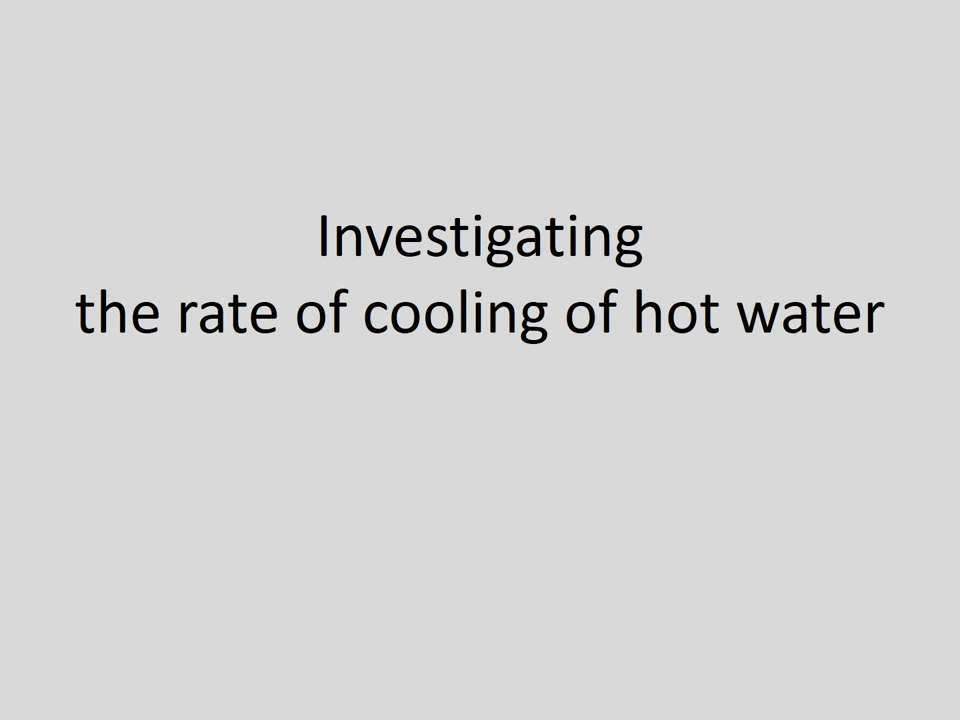 Investigating
the rate of cooling of hot water